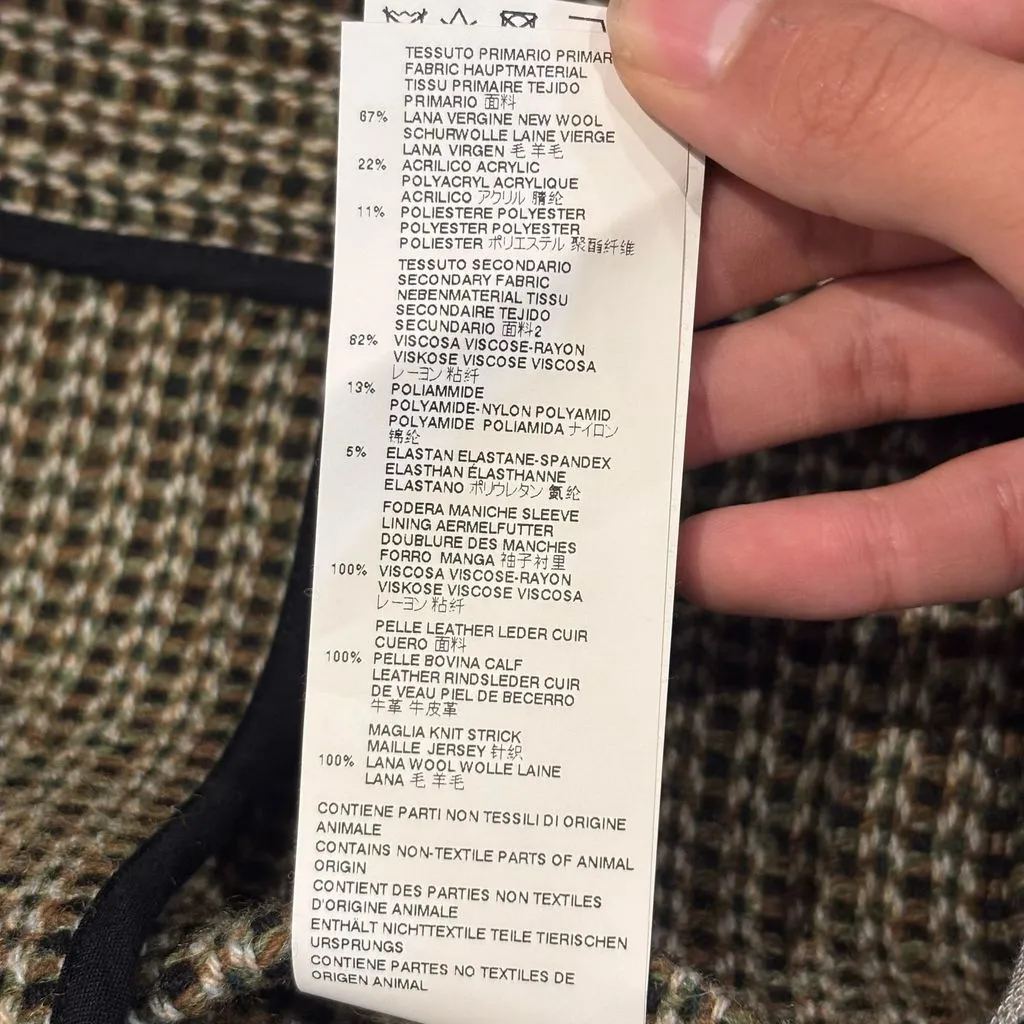 TESSUTO PRIMARIO PRIMAR
FABRIC HAUPTMATERIAL
TISSU PRIMAIRE TEJIDO
PRIMARIO 面料
67% LANA VERGINE NEW WOOL
SCHURWOLLE LAINE VIERGE
LANA VIRGEN 毛 羊毛
22% ACRILICO ACRYLIC
POLYACRYL ACRYLIQUE
ACRILICO アクリル 腈纶
11% POLIESTERE POLYESTER
POLYESTER POLYESTER
POLIESTER ポリエステル 聚酯纤维
TESSUTO SECONDARIO
SECONDARY FABRIC
NEBENMATERIAL TISSU
SECONDAIRE TEJIDO
SECUNDARIO 面料2
82% VISCOSA VISCOSE-RAYON
VISKOSE VISCOSE VISCOSA
レーヨン 粘纤
13% POLIAMMIDE
POLYAMIDE-NYLON POLYAMID
POLYAMIDE POLIAMIDA ナイロン
锦纶
5% ELASTAN ELASTANE-SPANDEX
ELASTHAN ÉLASTHANNE
ELASTANO ポリウレタン 氨纶
FODERA MANICHE SLEEVE
LINING AERMELFUTTER
DOUBLURE DES MANCHES
FORRO MANGA 袖子衬里
100% VISCOSA VISCOSE-RAYON
VISKOSE VISCOSE VISCOSA
レーヨン 粘纤
PELLE LEATHER LEDER CUIR
CUERO 面料
100% PELLE BOVINA CALF
LEATHER RINDSLEDER CUIR
DE VEAU PIEL DE BECERRO
牛革 牛皮革
MAGLIA KNIT STRICK
MAILLE JERSEY 针织
100% LANA WOOL WOLLE LAINE
LANA 毛 羊毛
CONTIENE PARTI NON TESSILI DI ORIGINE
ANIMALE
CONTAINS NON-TEXTILE PARTS OF ANIMAL
ORIGIN
CONTIENT DES PARTIES NON TEXTILES
D'ORIGINE ANIMALE
ENTHÄLT NICHTTEXTILE TEILE TIERISCHEN
URSPRUNGS
CONTIENE PARTES NO TEXTILES DE
ORIGEN ANIMAL